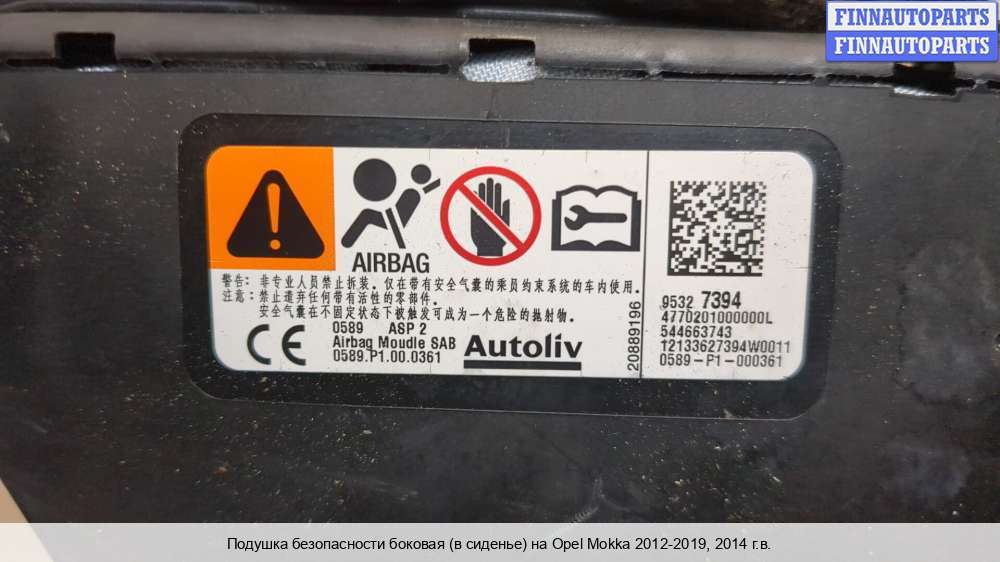 FINNAUTOPARTS
FINNAUTOPARTS
AIRBAG
警告: 非专业人员禁止拆装。仅在带有安全气囊的乘员约束系统的车内使用。
注意: 禁止遗弃任何带有活性的零部件。
安全气囊在不固定状态下被触发可成为一个危险的抛射物。
CE
0589 ASP 2
Airbag Moudle SAB
0589.P1.00.0361
Autoliv
20889196
9532 7394
4770201000000L
544663743
12133627394W0011
0589-P1-000361
Подушка безопасности боковая (в сиденье) на Opel Mokka 2012-2019, 2014 г.в.